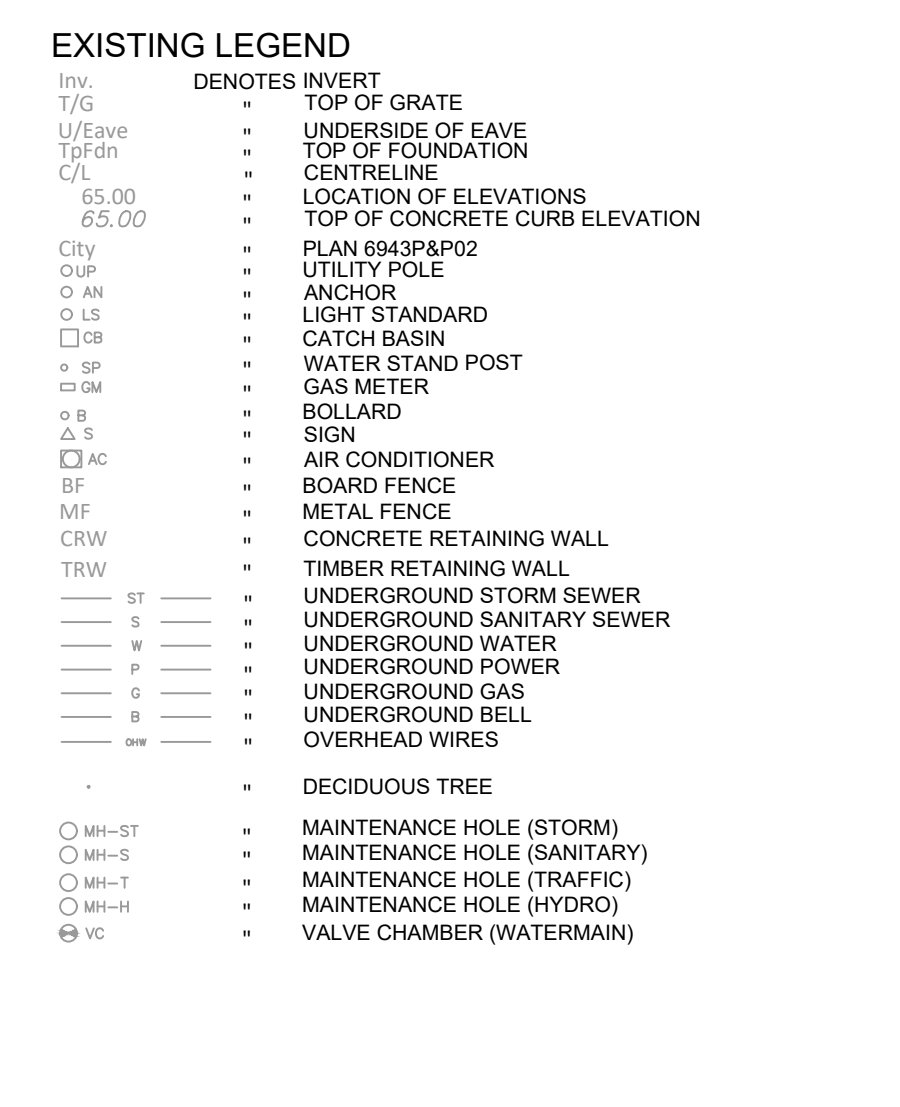 EXISTING LEGEND
Inv. DENOTES INVERT
T/G " TOP OF GRATE
U/Eave " UNDERSIDE OF EAVE
TpFdn " TOP OF FOUNDATION
C/L " CENTRELINE
65.00 " LOCATION OF ELEVATIONS
65.00 " TOP OF CONCRETE CURB ELEVATION
City " PLAN 6943P&P02
UP " UTILITY POLE
AN " ANCHOR
LS " LIGHT STANDARD
CB " CATCH BASIN
SP " WATER STAND POST
GM " GAS METER
B " BOLLARD
S " SIGN
AC " AIR CONDITIONER
BF " BOARD FENCE
MF " METAL FENCE
CRW " CONCRETE RETAINING WALL
TRW " TIMBER RETAINING WALL
ST " UNDERGROUND STORM SEWER
S " UNDERGROUND SANITARY SEWER
W " UNDERGROUND WATER
P " UNDERGROUND POWER
G " UNDERGROUND GAS
B " UNDERGROUND BELL
OHW " OVERHEAD WIRES
" DECIDUOUS TREE
MH-ST " MAINTENANCE HOLE (STORM)
MH-S " MAINTENANCE HOLE (SANITARY)
MH-T " MAINTENANCE HOLE (TRAFFIC)
MH-H " MAINTENANCE HOLE (HYDRO)
VC " VALVE CHAMBER (WATERMAIN)